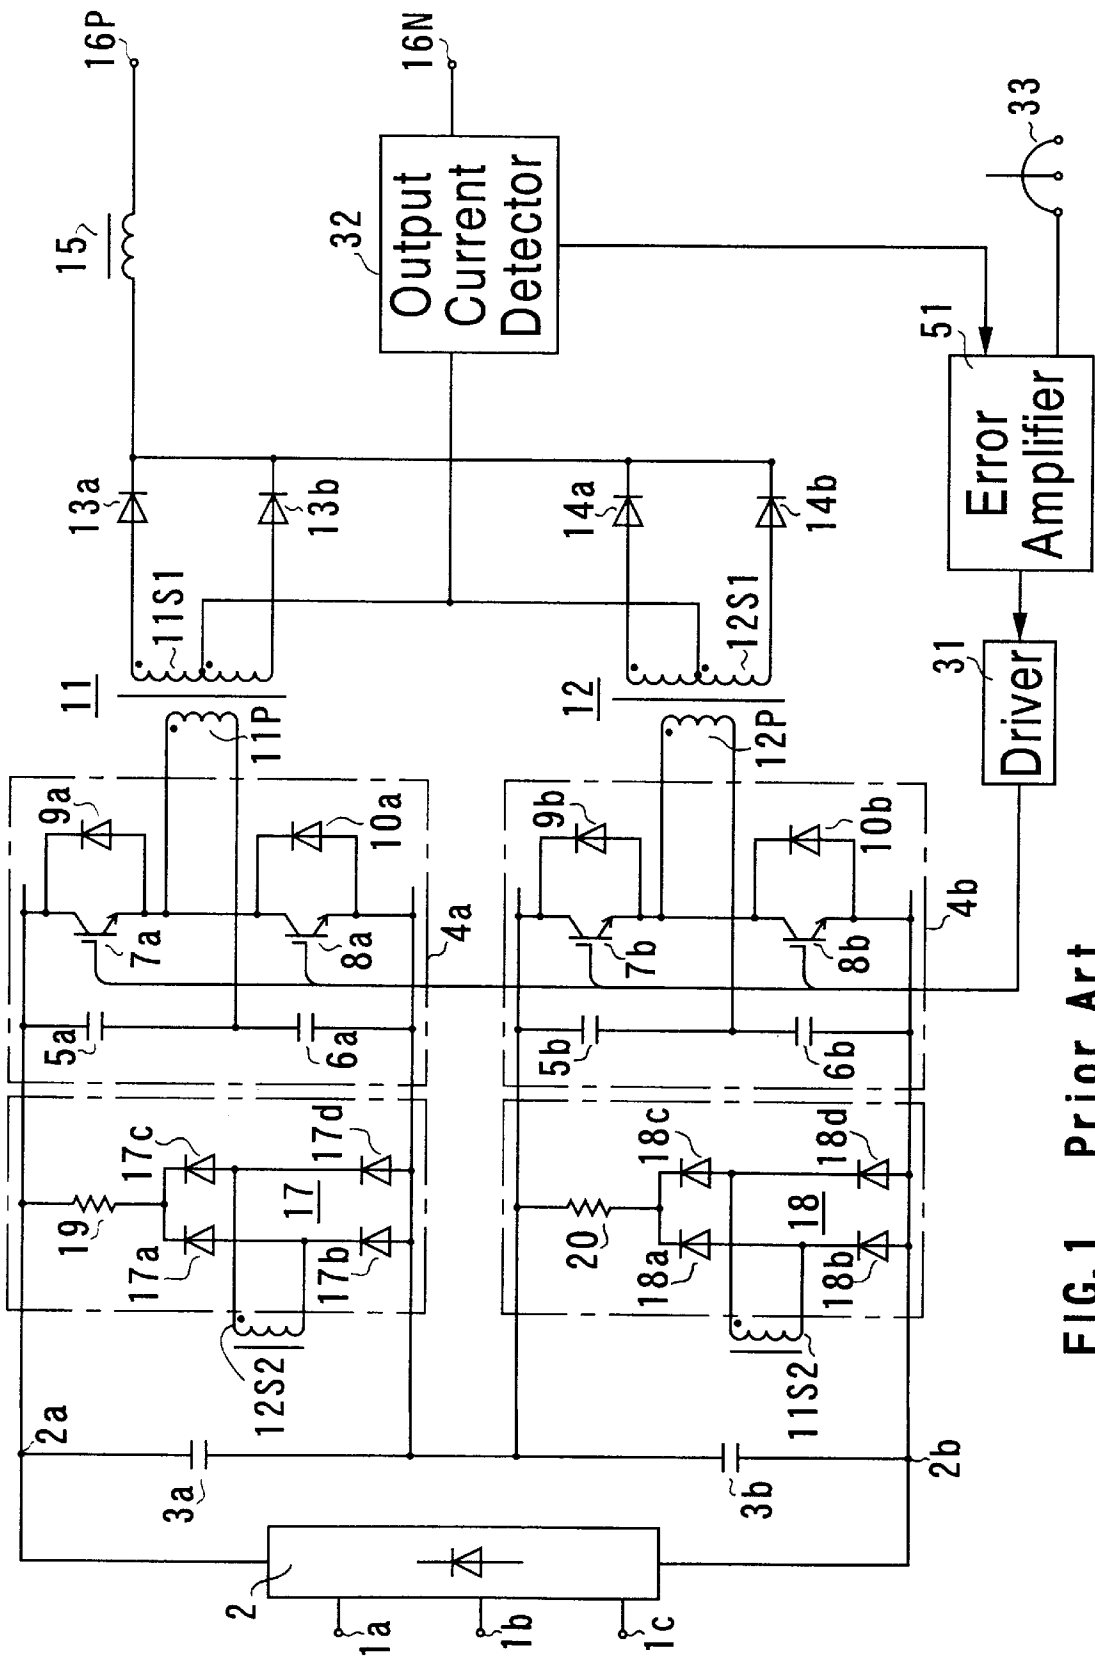 16P
15
16N
32
Output
Current
Detector
33
51
Error
Amplifier
31
Driver
13a
13b
14a
14b
11
11S1
11P
12
12S1
12P
9a
10a
7a
8a
4a
5a
6a
9b
10b
7b
8b
4b
5b
6b
19
17c
17d
17
17a
17b
12S2
20
18c
18d
18
18a
18b
11S2
2a
3a
3b
2b
2
1a
1b
1c
FIG.1 Prior Art